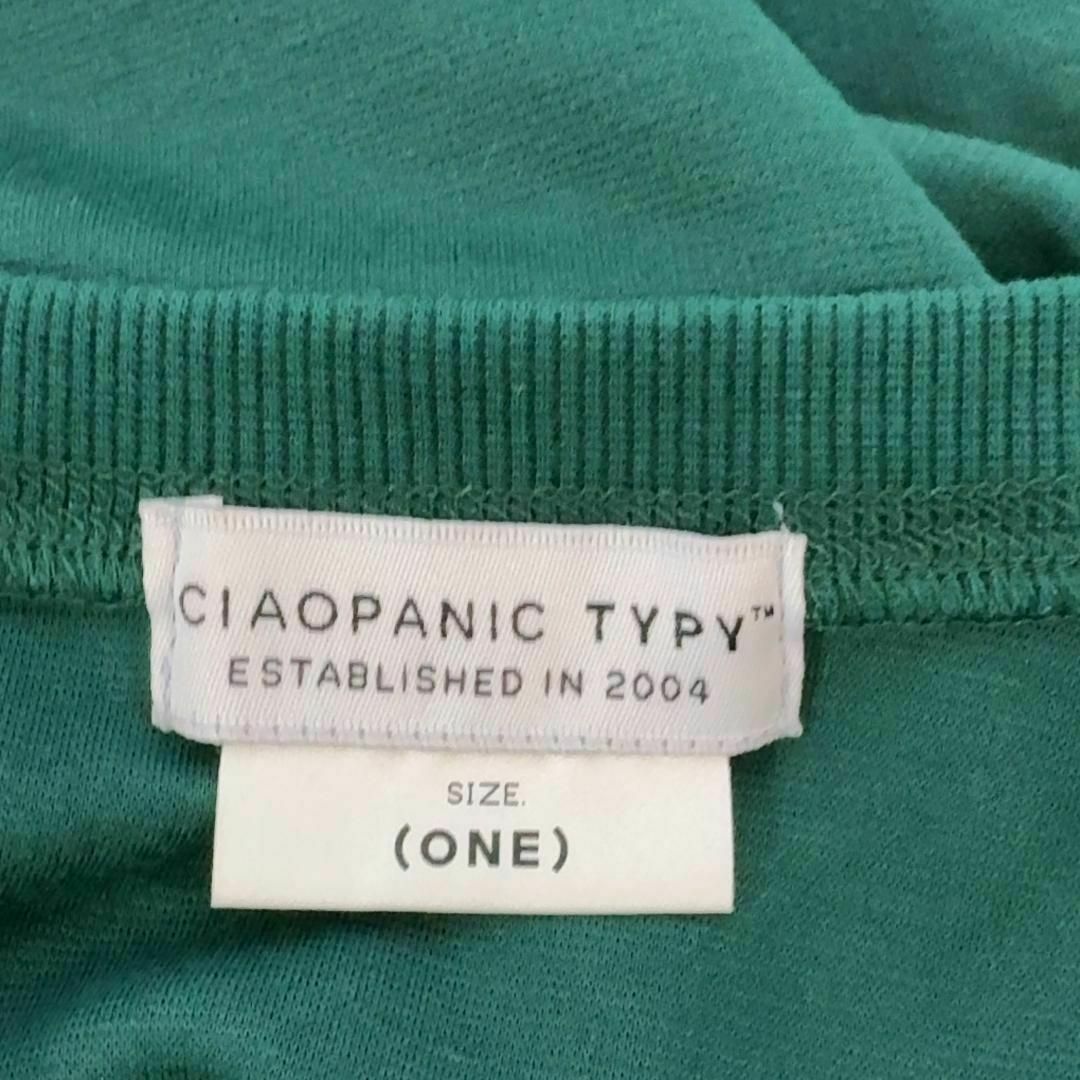 CIAOPANIC TYPY™
ESTABLISHED IN 2004
SIZE.
(ONE)